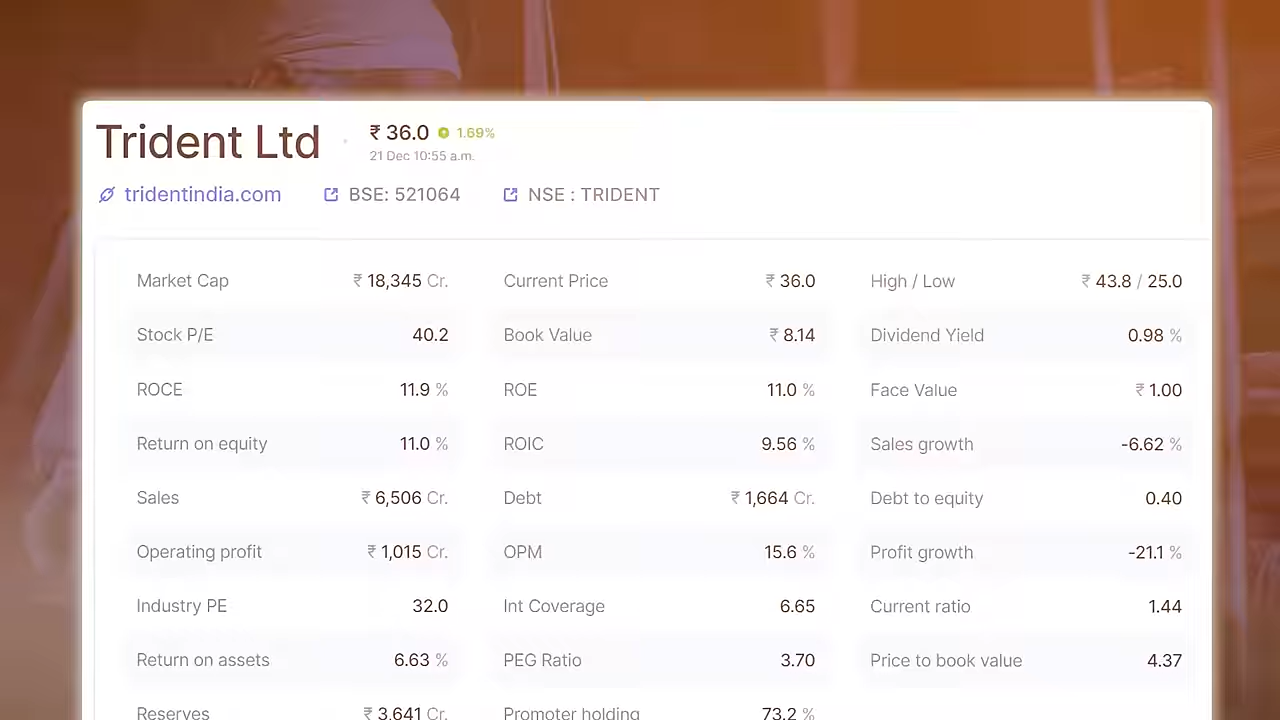 Trident Ltd
₹ 36.0 1.69%
21 Dec 10:55 a.m.
tridentindia.com BSE: 521064 NSE : TRIDENT
Market Cap ₹ 18,345 Cr. Current Price ₹ 36.0 High / Low ₹ 43.8 / 25.0
Stock P/E 40.2 Book Value ₹ 8.14 Dividend Yield 0.98 %
ROCE 11.9 % ROE 11.0 % Face Value ₹ 1.00
Return on equity 11.0 % ROIC 9.56 % Sales growth -6.62 %
Sales ₹ 6,506 Cr. Debt ₹ 1,664 Cr. Debt to equity 0.40
Operating profit ₹ 1,015 Cr. OPM 15.6 % Profit growth -21.1 %
Industry PE 32.0 Int Coverage 6.65 Current ratio 1.44
Return on assets 6.63 % PEG Ratio 3.70 Price to book value 4.37
Reserves ₹ 3,641 Cr. Promoter holding 73.2 %